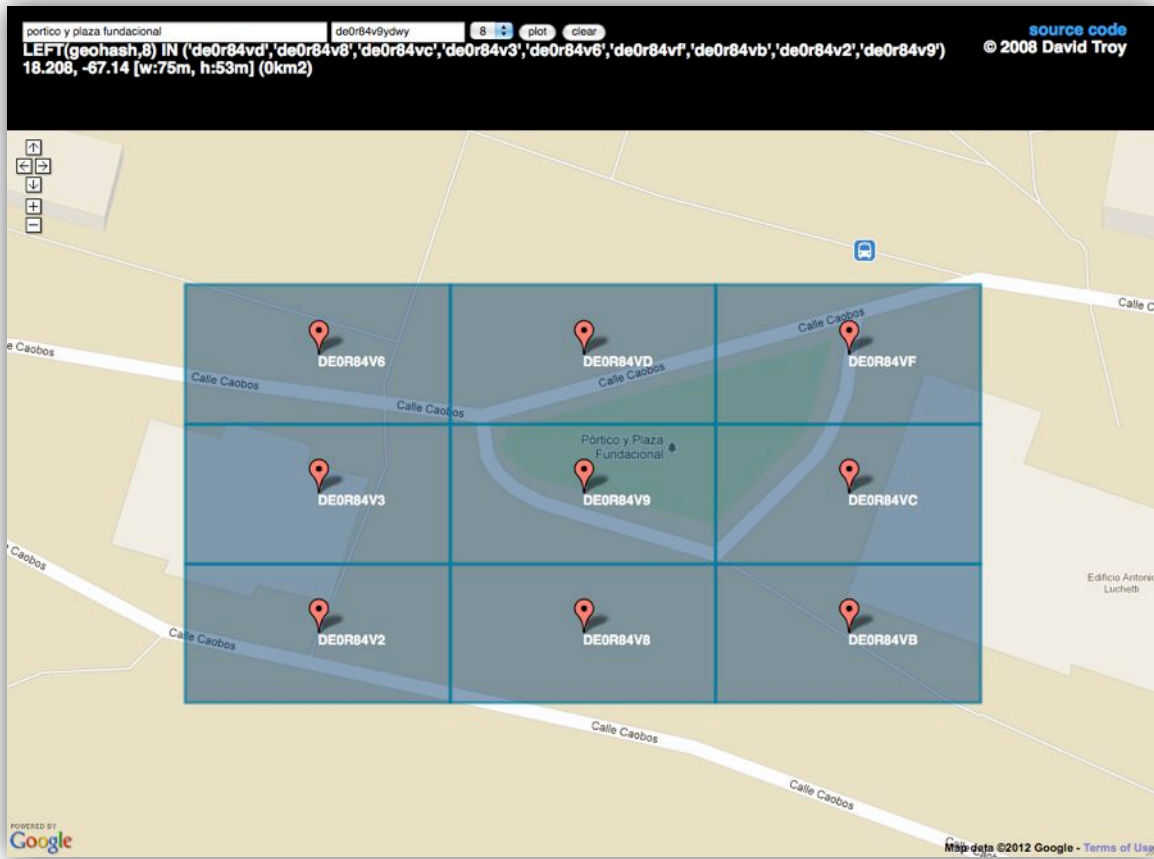 portico y plaza fundacional de0r84v9ydwy 8 plot clear
source code
LEFT(geohash,8) IN ('de0r84vd','de0r84v8','de0r84vc','de0r84v3','de0r84v6','de0r84vf','de0r84vb','de0r84v2','de0r84v9')
© 2008 David Troy
18.208, -67.14 [w:75m, h:53m] (0km2)
Calle C
Calle Caobos
e Caobos
DE0R84V6
DE0R84VD
DE0R84VF
Calle Caobos
Calle Caobos
Calle Caobos
Pórtico y Plaza
Fundacional
DE0R84V3
DE0R84V9
DE0R84VC
Caobos
Edificio Antonio
Luchetti
DE0R84V2
DE0R84V8
DE0R84VB
Calle Caobos
Calle Caobos
Calle Caobos
POWERED BY
Google
Map data ©2012 Google - Terms of Use